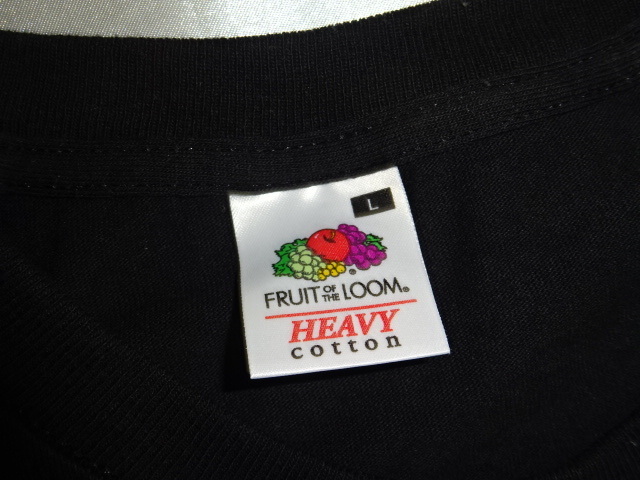 L
FRUIT OF THE LOOM®
HEAVY
cotton